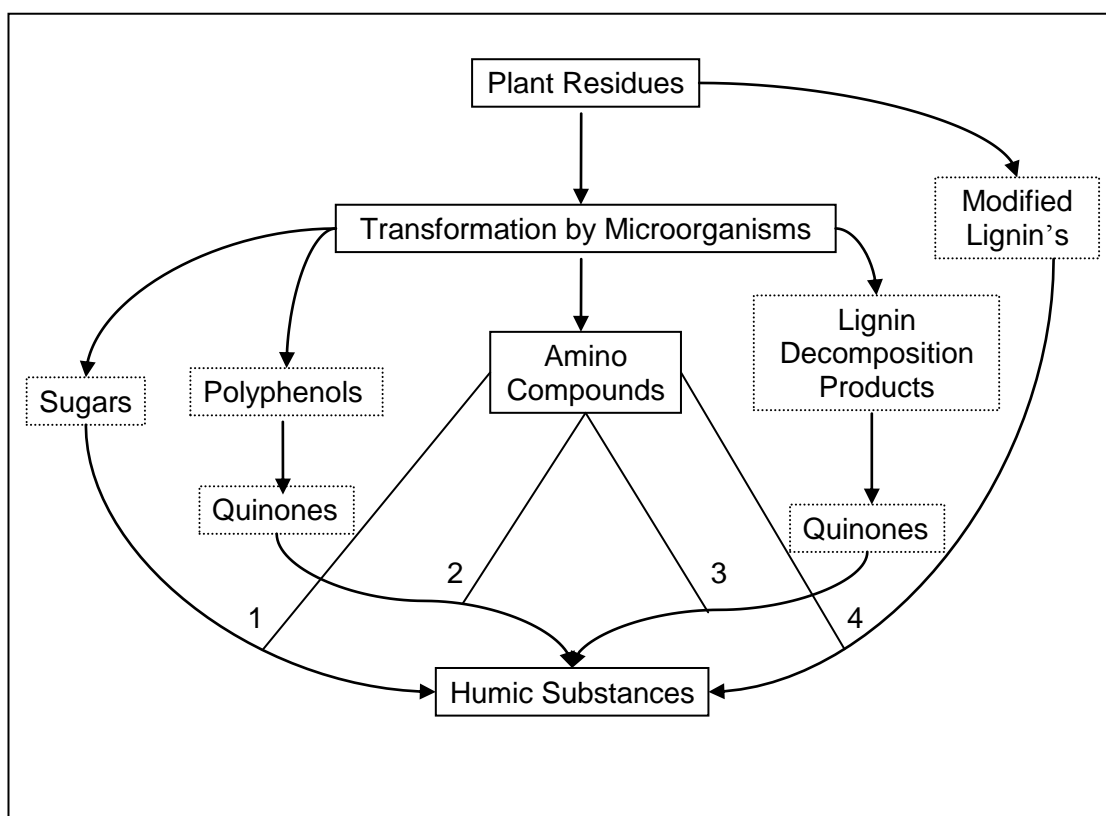 Plant Residues
Modified
Lignin’s
Transformation by Microorganisms
Lignin
Decomposition
Products
Amino
Compounds
Polyphenols
Sugars
Quinones
Quinones
2
3
1
4
Humic Substances